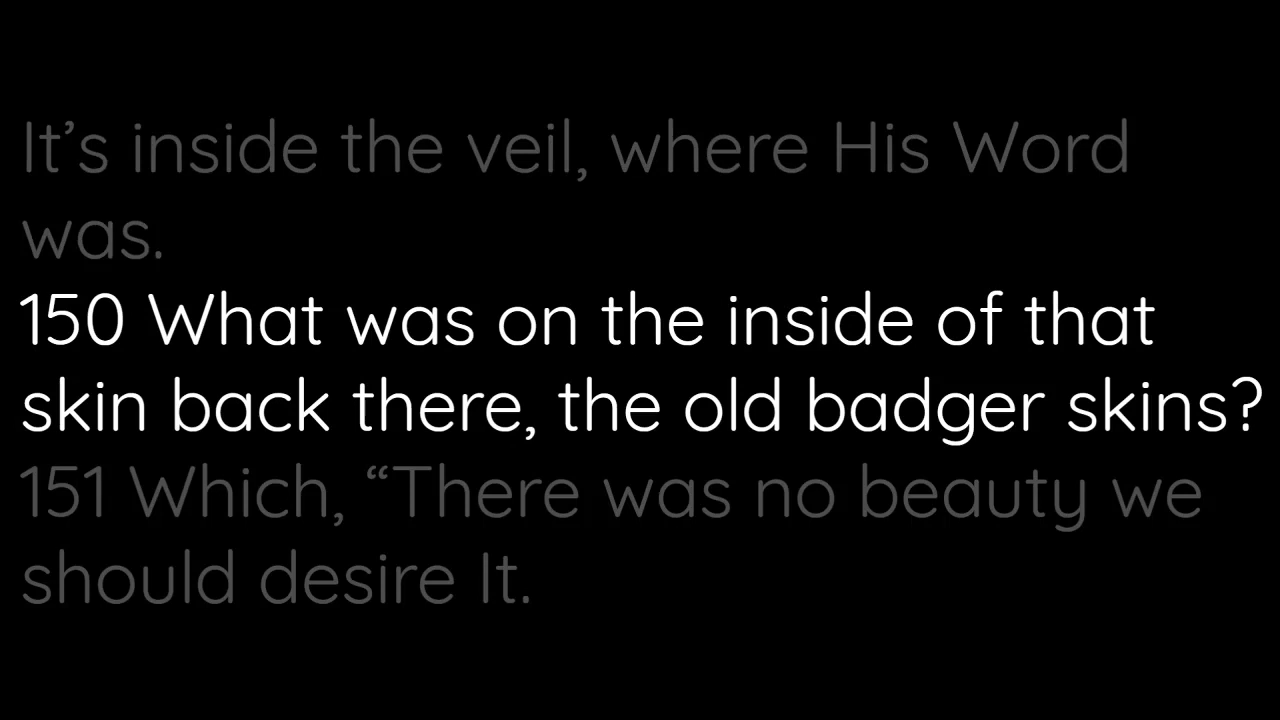 It’s inside the veil, where His Word
was.
150 What was on the inside of that
skin back there, the old badger skins?
151 Which, “There was no beauty we
should desire It.